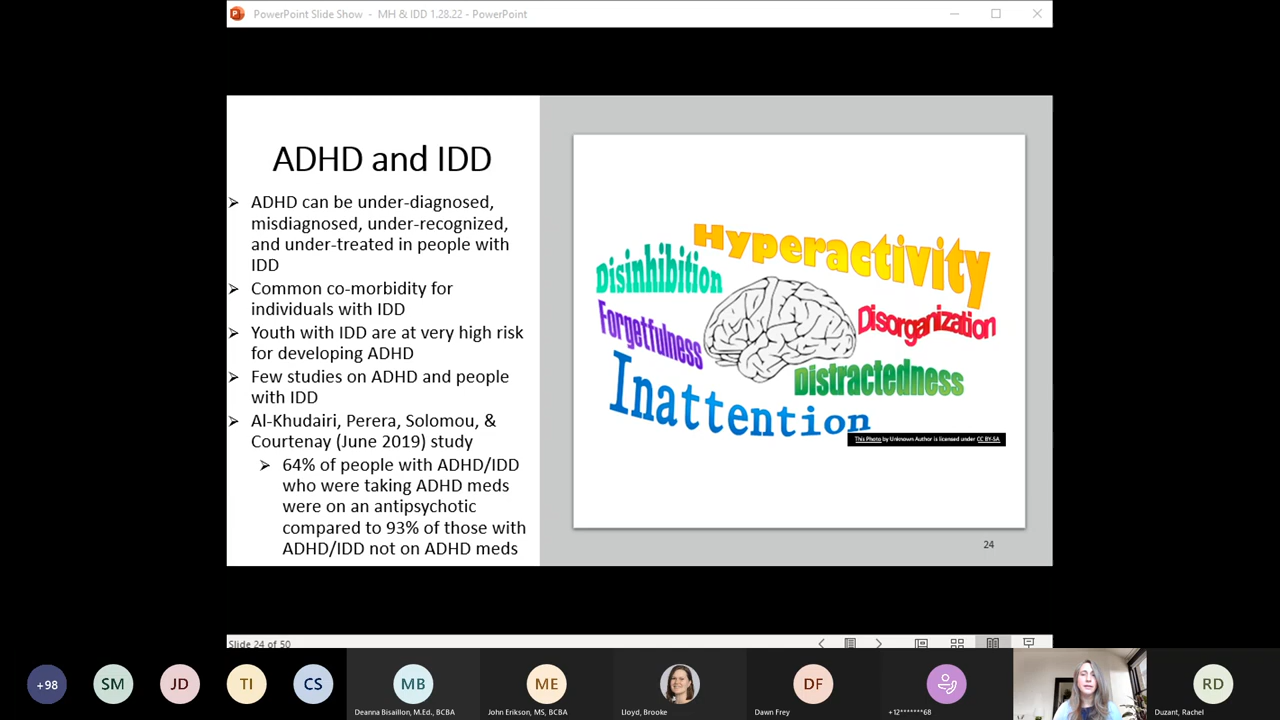 PowerPoint Slide Show - MH & IDD 1.28.22 - PowerPoint
ADHD and IDD
ADHD can be under-diagnosed,
misdiagnosed, under-recognized,
and under-treated in people with
IDD
Common co-morbidity for
individuals with IDD
Youth with IDD are at very high risk
for developing ADHD
Few studies on ADHD and people
with IDD
Al-Khudairi, Perera, Solomou, &
Courtenay (June 2019) study
64% of people with ADHD/IDD
who were taking ADHD meds
were on an antipsychotic
compared to 93% of those with
ADHD/IDD not on ADHD meds
Hyperactivity
Disinhibition
Forgetfulness
Disorganization
Distractedness
Inattention
This Photo by Unknown Author is licensed under CC BY-SA
24
Slide 24 of 50
+98
SM
JD
TI
CS
MB
Deanna Bisaillon, M.Ed., BCBA
ME
John Erikson, MS, BCBA
Lloyd, Brooke
DF
Dawn Frey
+12*******68
RD
Duzant, Rachel